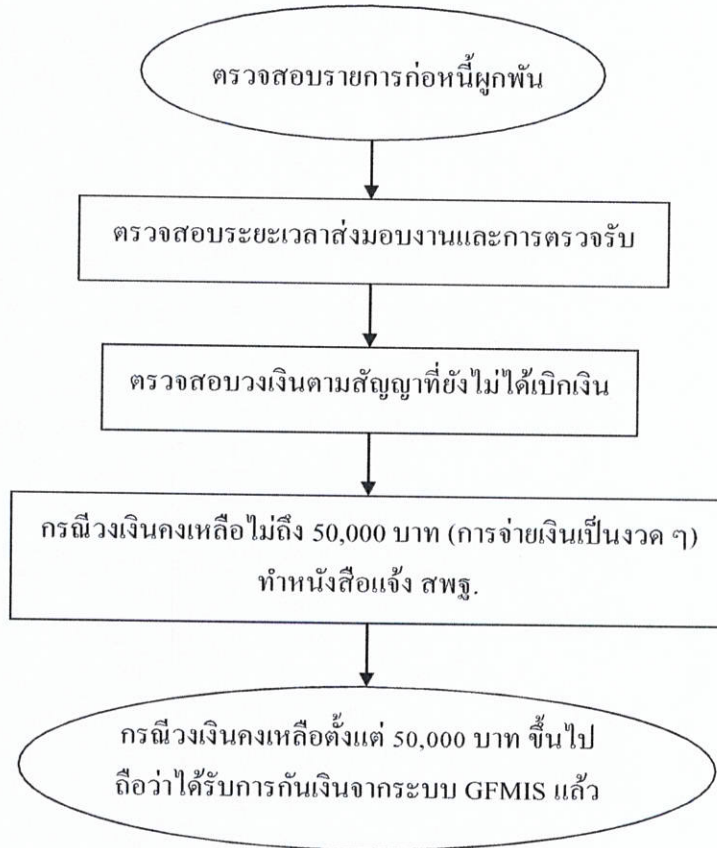 ตรวจสอบรายการก่อหนี้ผูกพัน
ตรวจสอบระยะเวลาส่งมอบงานและการตรวจรับ
ตรวจสอบวงเงินตามสัญญาที่ยังไม่ได้เบิกเงิน
กรณีวงเงินคงเหลือไม่ถึง 50,000 บาท (การจ่ายเงินเป็นงวด ๆ)
ทำหนังสือแจ้ง สพฐ.
กรณีวงเงินคงเหลือตั้งแต่ 50,000 บาท ขึ้นไป
ถือว่าได้รับการกันเงินจากระบบ GFMIS แล้ว